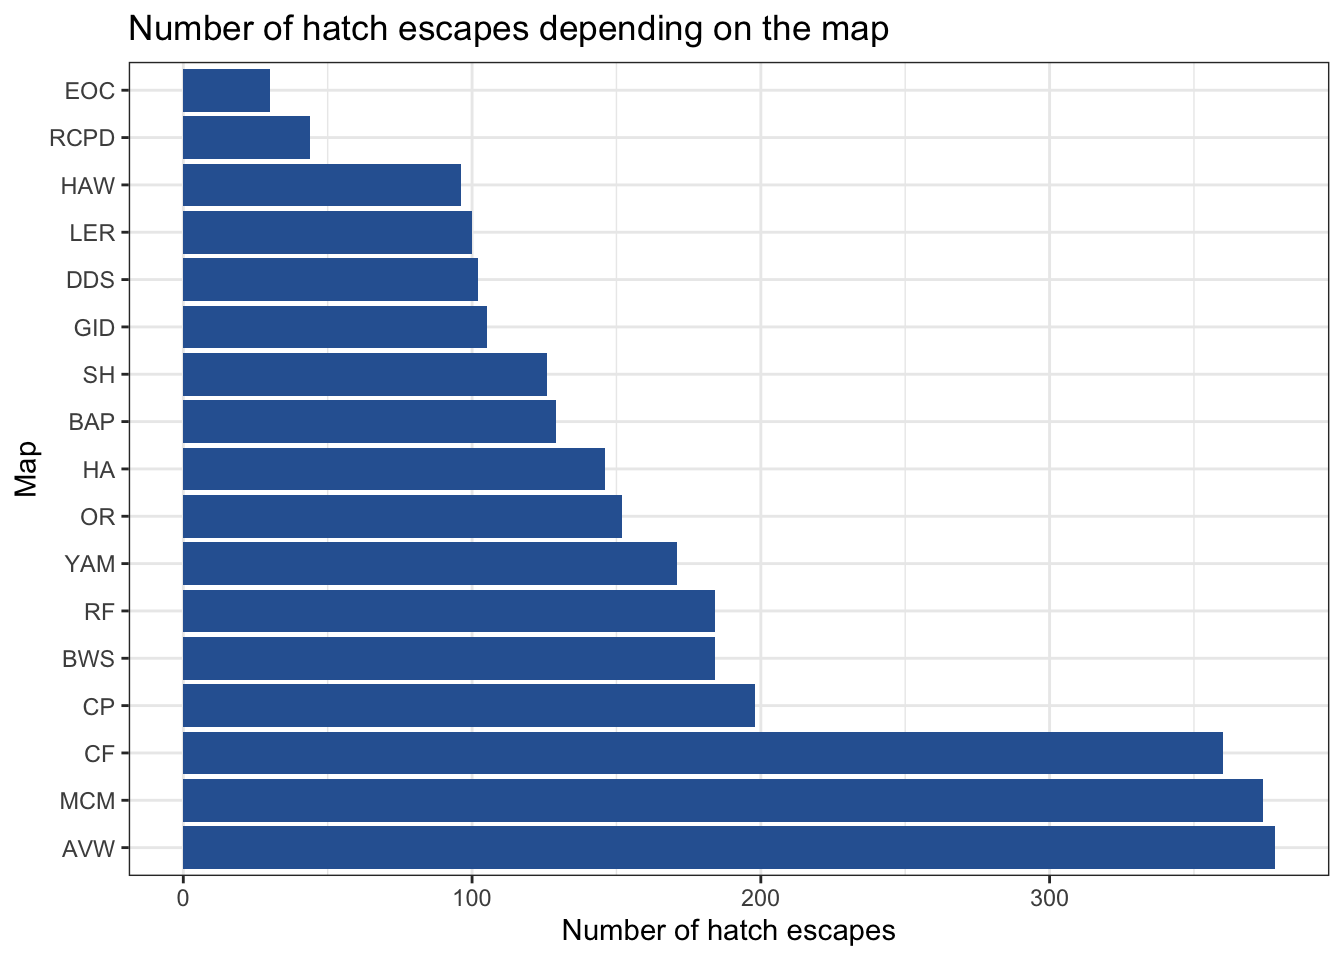 Number of hatch escapes depending on the map
EOC
RCPD
HAW
LER
DDS
GID
SH
BAP
HA
OR
YAM
RF
BWS
CP
CF
MCM
AVW
Map
0 100 200 300
Number of hatch escapes